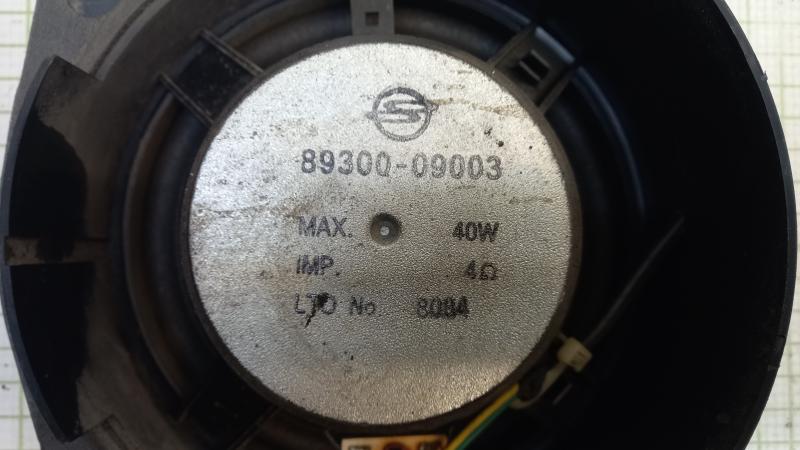 89300-09003
MAX. 40W
IMP. 4Ω
LTO No 8084